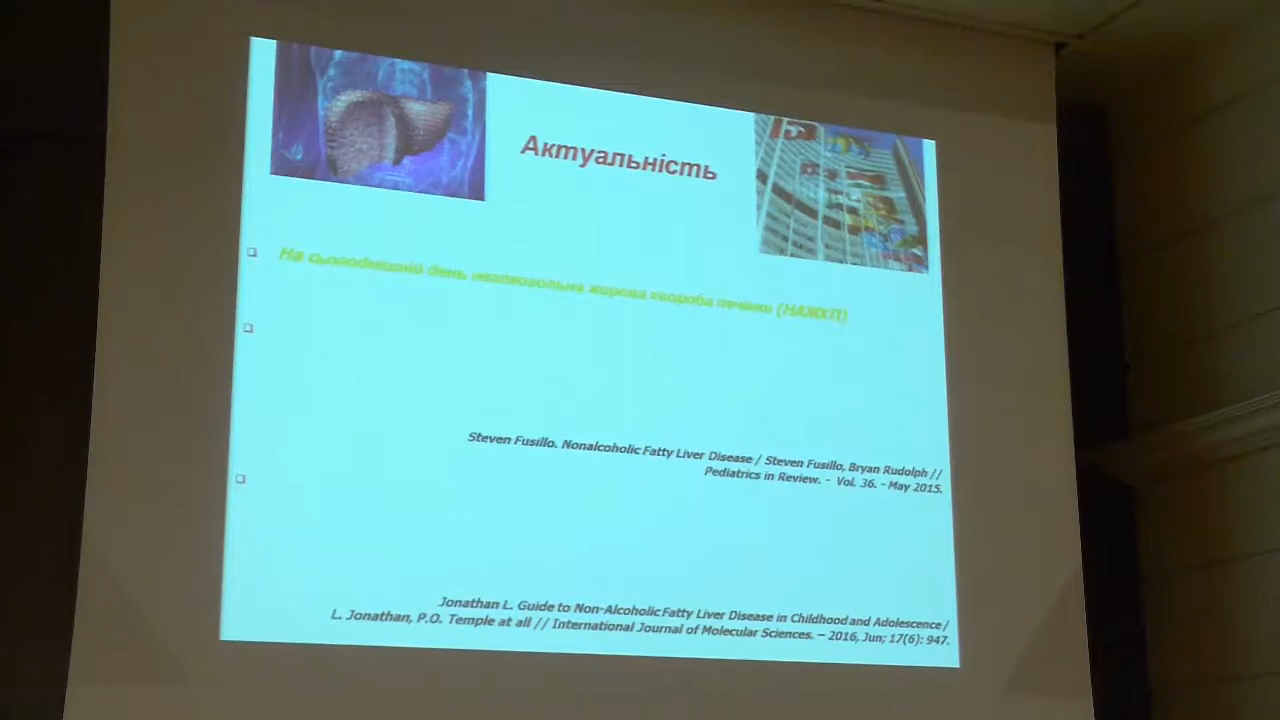 Актуальність
На сьогоднішній день неалкогольна жирова хвороба печінки (НАЖХП)
Steven Fusillo. Nonalcoholic Fatty Liver Disease / Steven Fusillo, Bryan Rudolph //
Pediatrics in Review. - Vol. 36. –May 2015.
Jonathan L. Guide to Non-Alcoholic Fatty Liver Disease in Childhood and Adolescence /
L. Jonathan, P.O. Temple at all // International Journal of Molecular Sciences. – 2016, Jun; 17(6): 947.